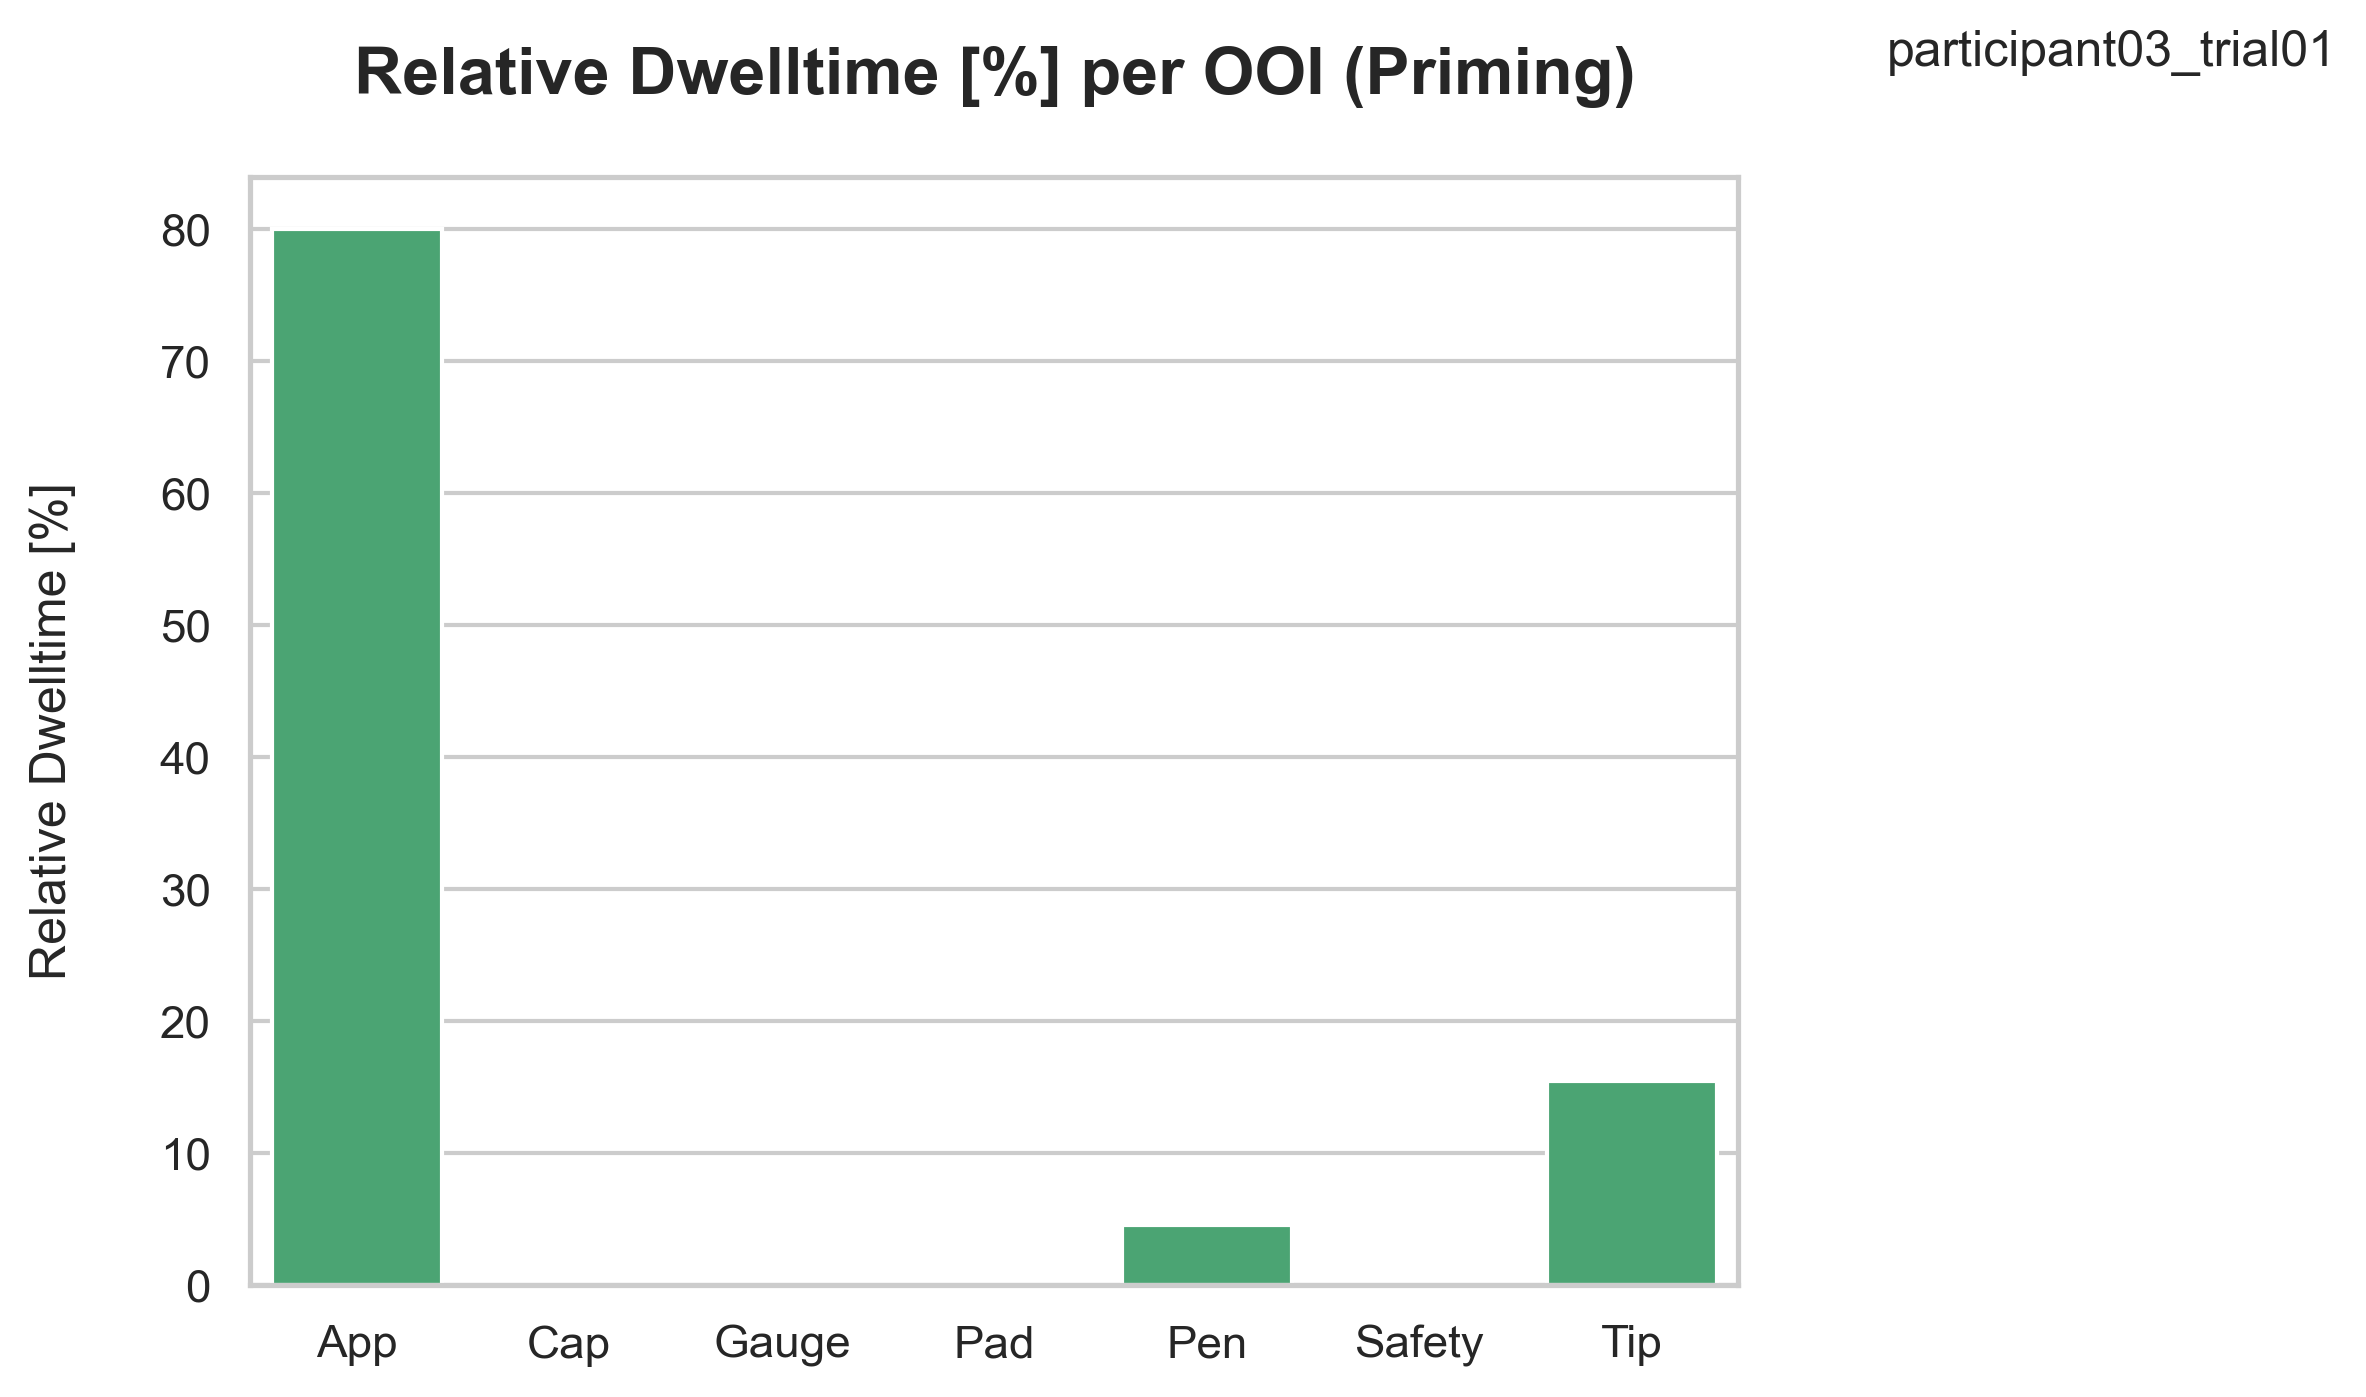 Relative Dwelltime [%] per OOI (Priming)
participant03_trial01
Relative Dwelltime [%]
80
70
60
50
40
30
20
10
0
App Cap Gauge Pad Pen Safety Tip